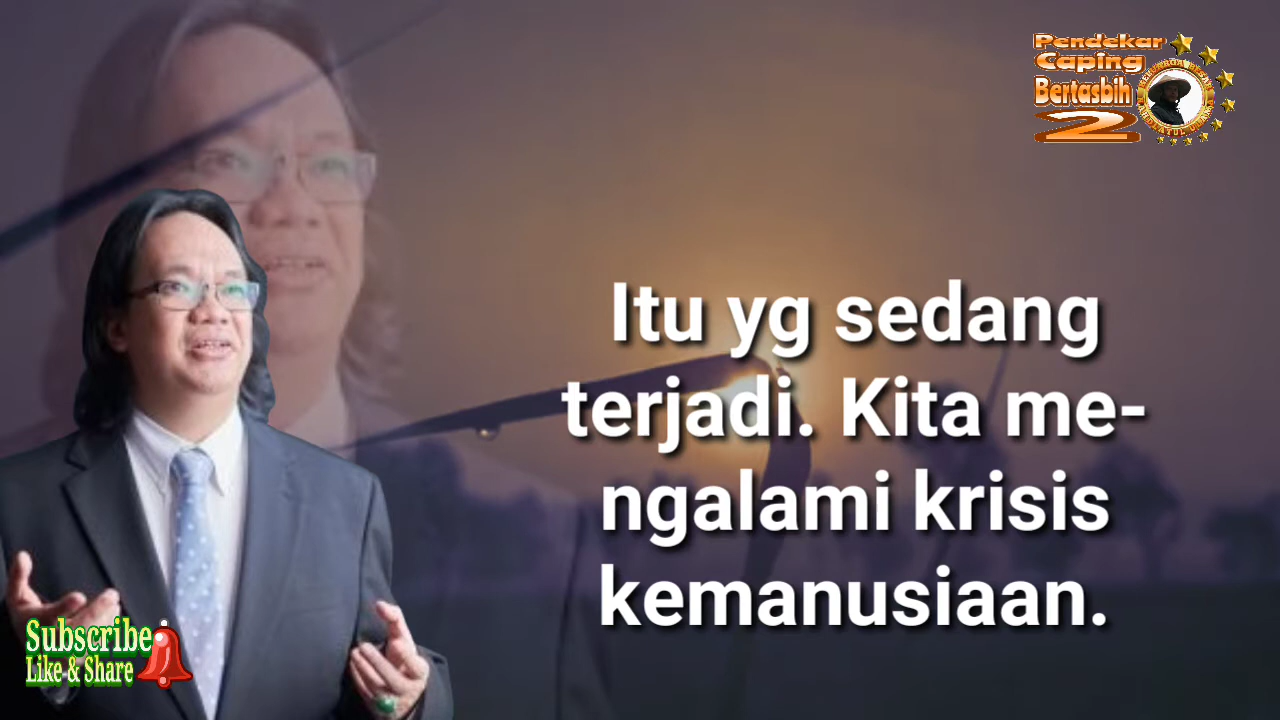 Pendekar
Caping
Bertasbih
2
Itu yg sedang
terjadi. Kita me-
ngalami krisis
kemanusiaan.
Subscribe
Like & Share